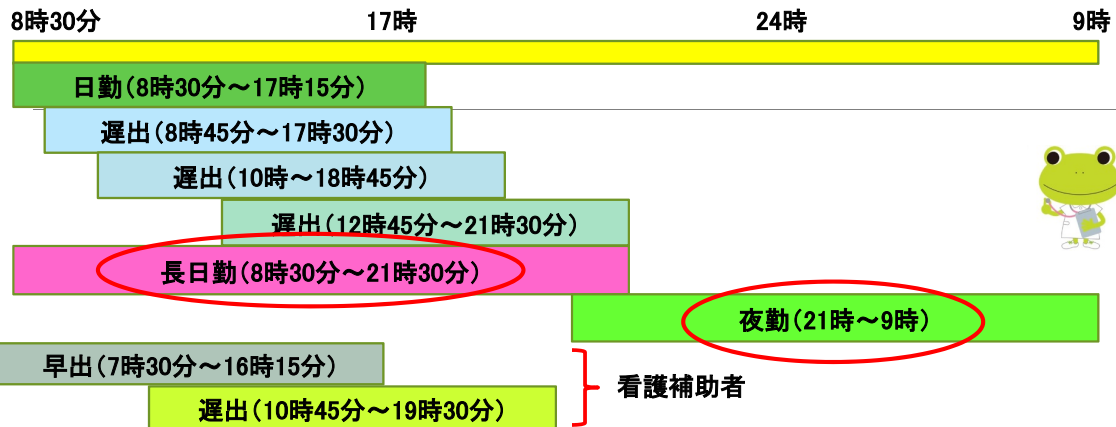 8時30分 17時 24時 9時
日勤(8時30分～17時15分)
遅出(8時45分～17時30分)
遅出(10時～18時45分)
遅出(12時45分～21時30分)
長日勤(8時30分～21時30分)
夜勤(21時～9時)
早出(7時30分～16時15分)
看護補助者
遅出(10時45分～19時30分)